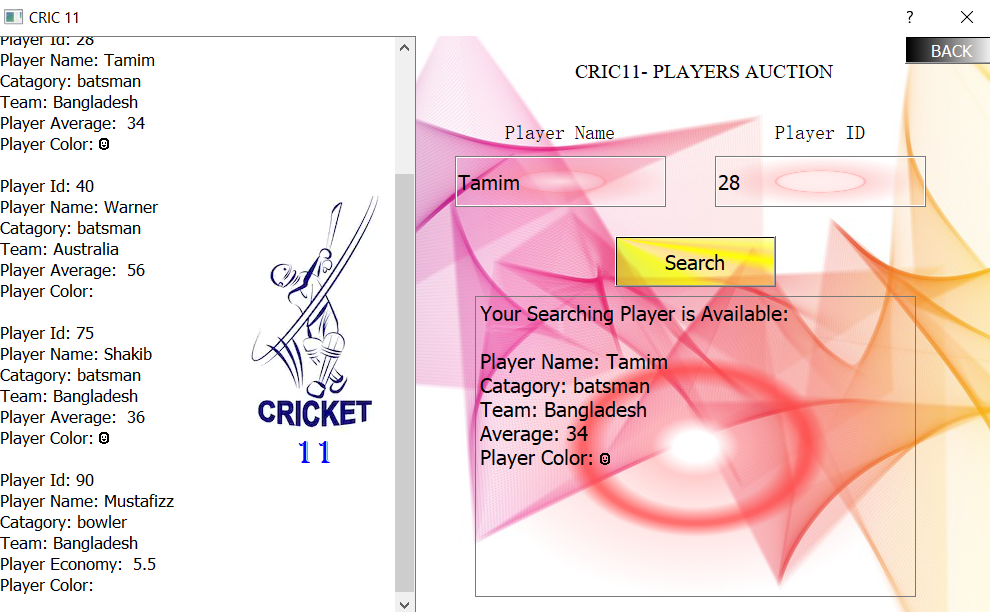 CRIC 11
?
Player Id: 28
Player Name: Tamim
Catagory: batsman
Team: Bangladesh
Player Average:  34
Player Color: ☺
Player Id: 40
Player Name: Warner
Catagory: batsman
Team: Australia
Player Average:  56
Player Color:
Player Id: 75
Player Name: Shakib
Catagory: batsman
Team: Bangladesh
Player Average:  36
Player Color: ☺
Player Id: 90
Player Name: Mustafizz
Catagory: bowler
Team: Bangladesh
Player Economy:  5.5
Player Color:
CRICKET
11
BACK
CRIC11- PLAYERS AUCTION
Player Name
Player ID
Tamim
28
Search
Your Searching Player is Available:
Player Name: Tamim
Catagory: batsman
Team: Bangladesh
Average: 34
Player Color: ☺